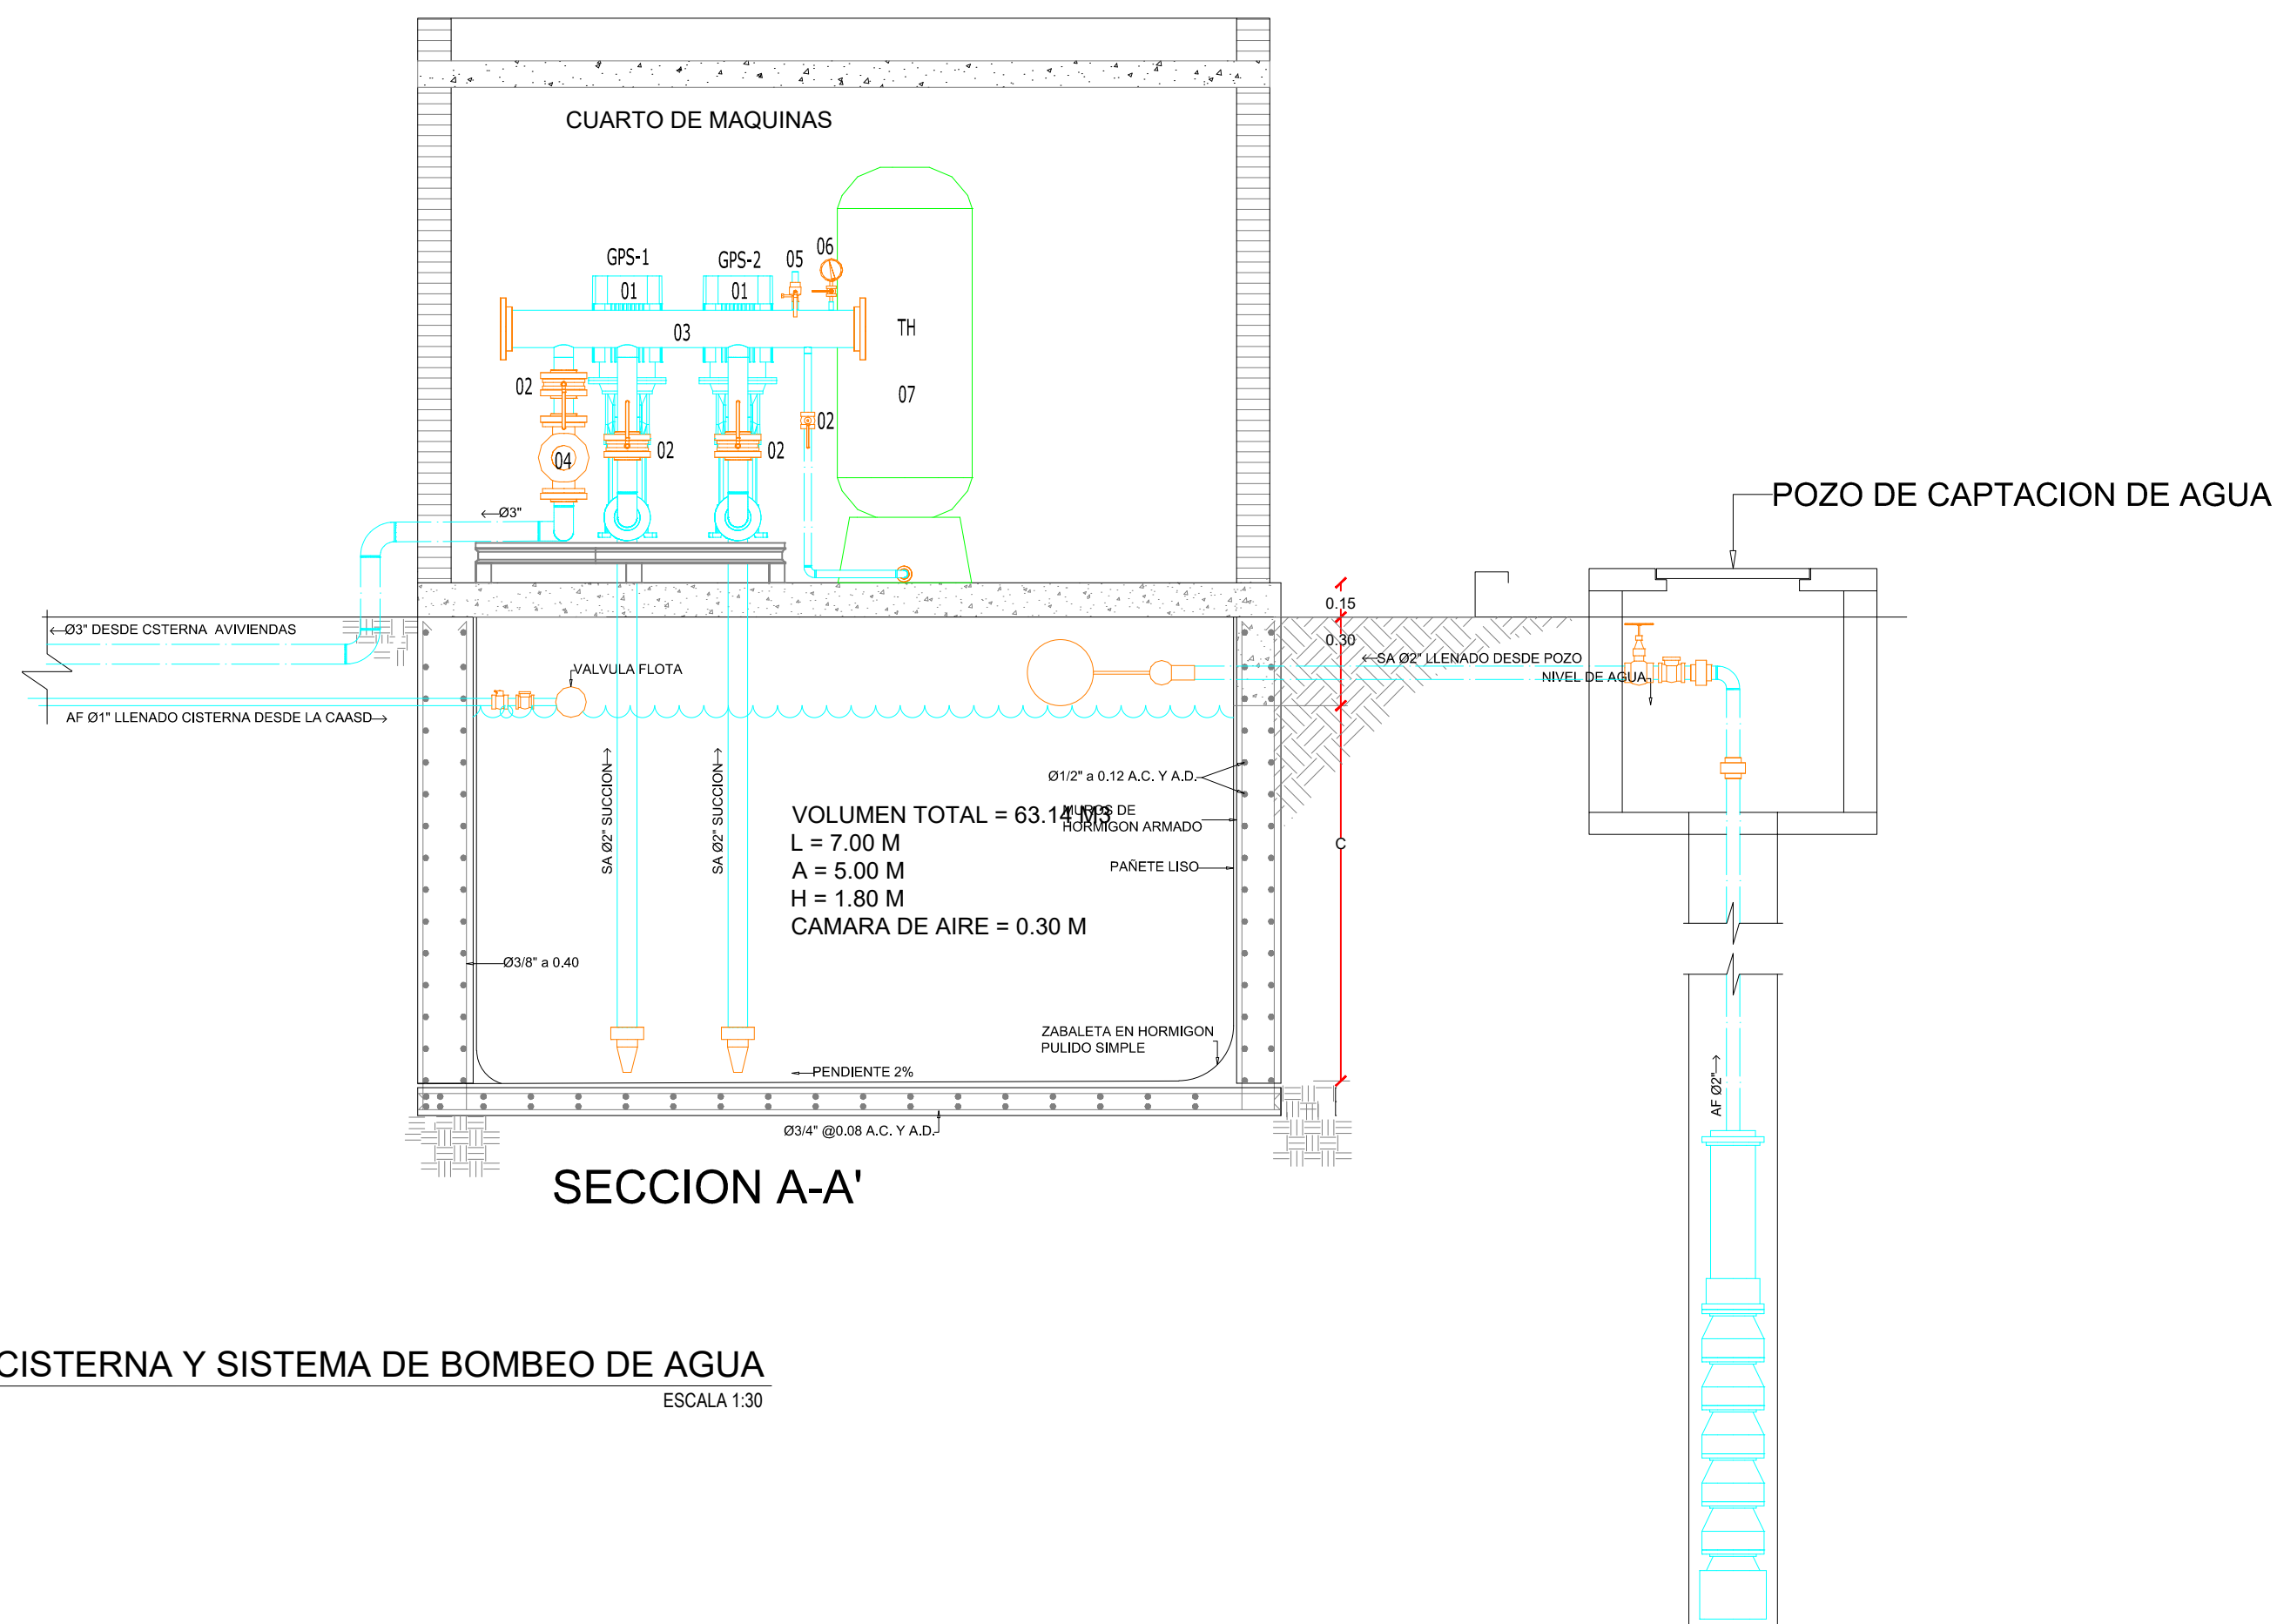 CUARTO DE MAQUINAS
GPS-1
GPS-2
05
06
01
01
03
TH
07
02
02
02
02
04
←Ø3"
POZO DE CAPTACION DE AGUA
0.15
0.30
←Ø3" DESDE CSTERNA AVIVIENDAS
VALVULA FLOTA
←SA Ø2" LLENADO DESDE POZO
NIVEL DE AGUA
AF Ø1" LLENADO CISTERNA DESDE LA CAASD→
SA Ø2" SUCCION→
SA Ø2" SUCCION→
Ø1/2" a 0.12 A.C. Y A.D.
VOLUMEN TOTAL = 63.14 M3
L = 7.00 M
A = 5.00 M
H = 1.80 M
CAMARA DE AIRE = 0.30 M
MUROS DE
HORMIGON ARMADO
C
PAÑETE LISO
Ø3/8" a 0.40
ZABALETA EN HORMIGON
PULIDO SIMPLE
PENDIENTE 2%
AF Ø2"→
Ø3/4" @0.08 A.C. Y A.D.
SECCION A-A'
CISTERNA Y SISTEMA DE BOMBEO DE AGUA
ESCALA 1:30